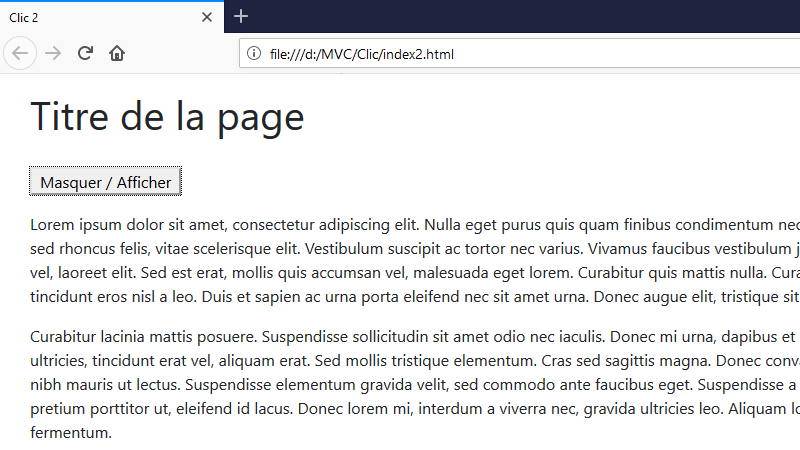 Clic 2
file:///d:/MVC/Clic/index2.html
Titre de la page
Masquer / Afficher
Lorem ipsum dolor sit amet, consectetur adipiscing elit. Nulla eget purus quis quam finibus condimentum nec
sed rhoncus felis, vitae scelerisque elit. Vestibulum suscipit ac tortor nec varius. Vivamus faucibus vestibulum j
vel, laoreet elit. Sed est erat, mollis quis accumsan vel, malesuada eget lorem. Curabitur quis mattis nulla. Cura
tincidunt eros nisl a leo. Duis et sapien ac urna porta eleifend nec sit amet urna. Donec augue elit, tristique sit
Curabitur lacinia mattis posuere. Suspendisse sollicitudin sit amet odio nec iaculis. Donec mi urna, dapibus et
ultricies, tincidunt erat vel, aliquam erat. Sed mollis tristique elementum. Cras sed sagittis magna. Donec conva
nibh mauris ut lectus. Suspendisse elementum gravida velit, sed commodo ante faucibus eget. Suspendisse a
pretium porttitor ut, eleifend id lacus. Donec lorem mi, interdum a viverra nec, gravida ultricies leo. Aliquam lo
fermentum.